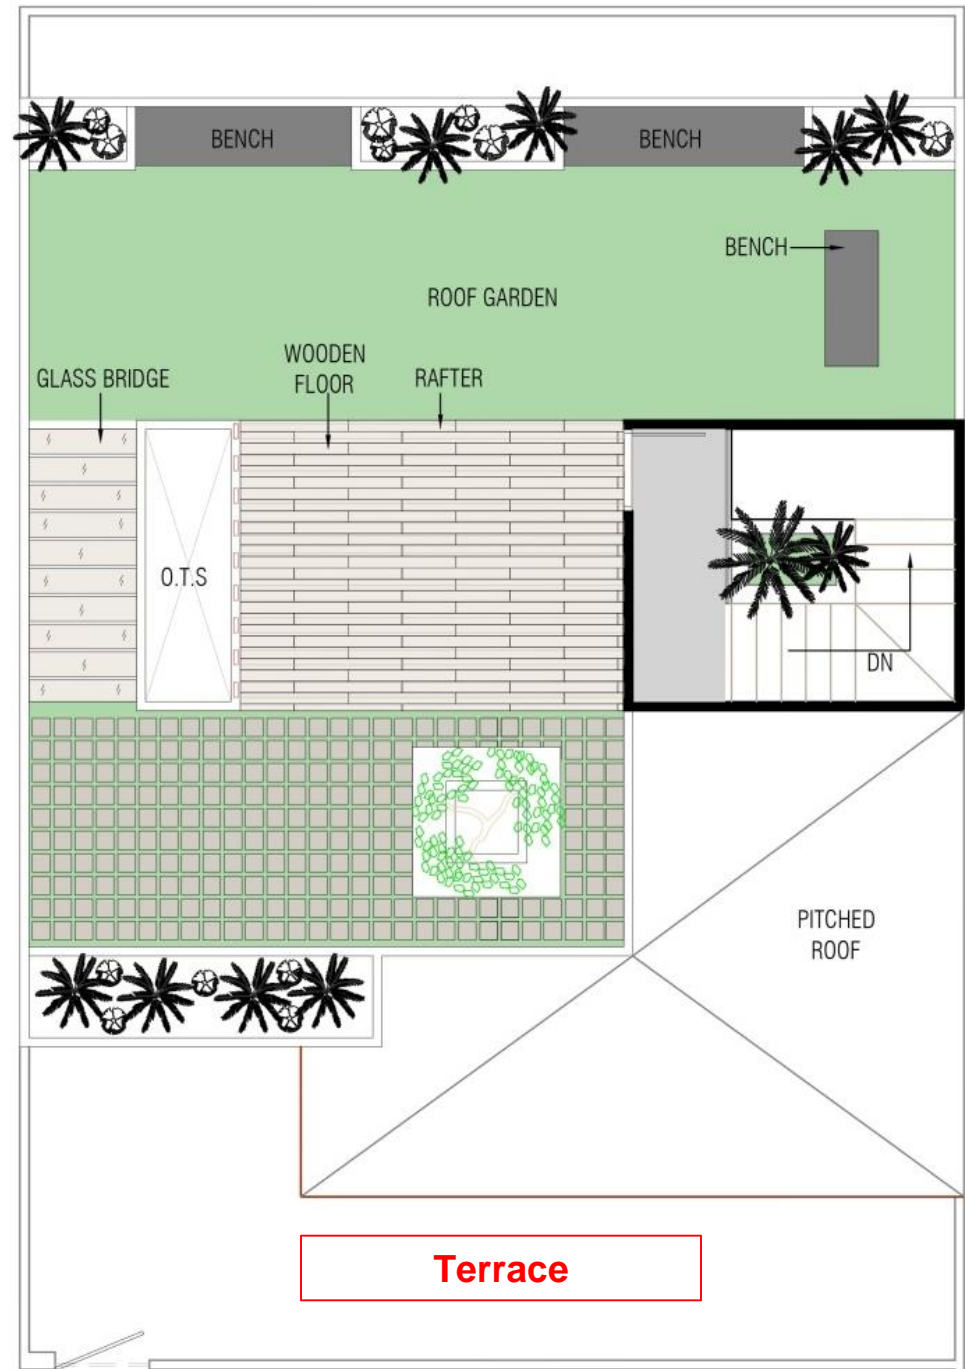 BENCH
BENCH
BENCH
ROOF GARDEN
WOODEN
FLOOR
GLASS BRIDGE
RAFTER
O.T.S
DN
PITCHED
ROOF
Terrace